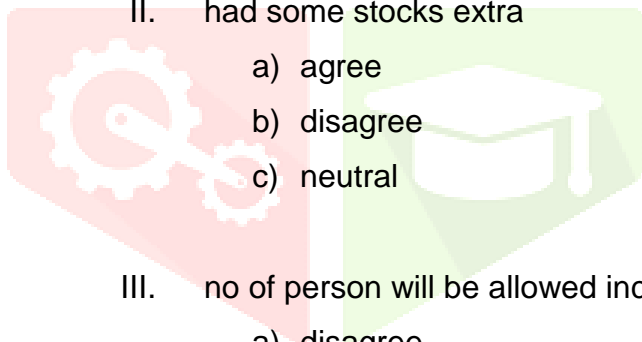 II. had some stocks extra
a) agree
b) disagree
c) neutral
III. no of person will be allowed
a) disagree